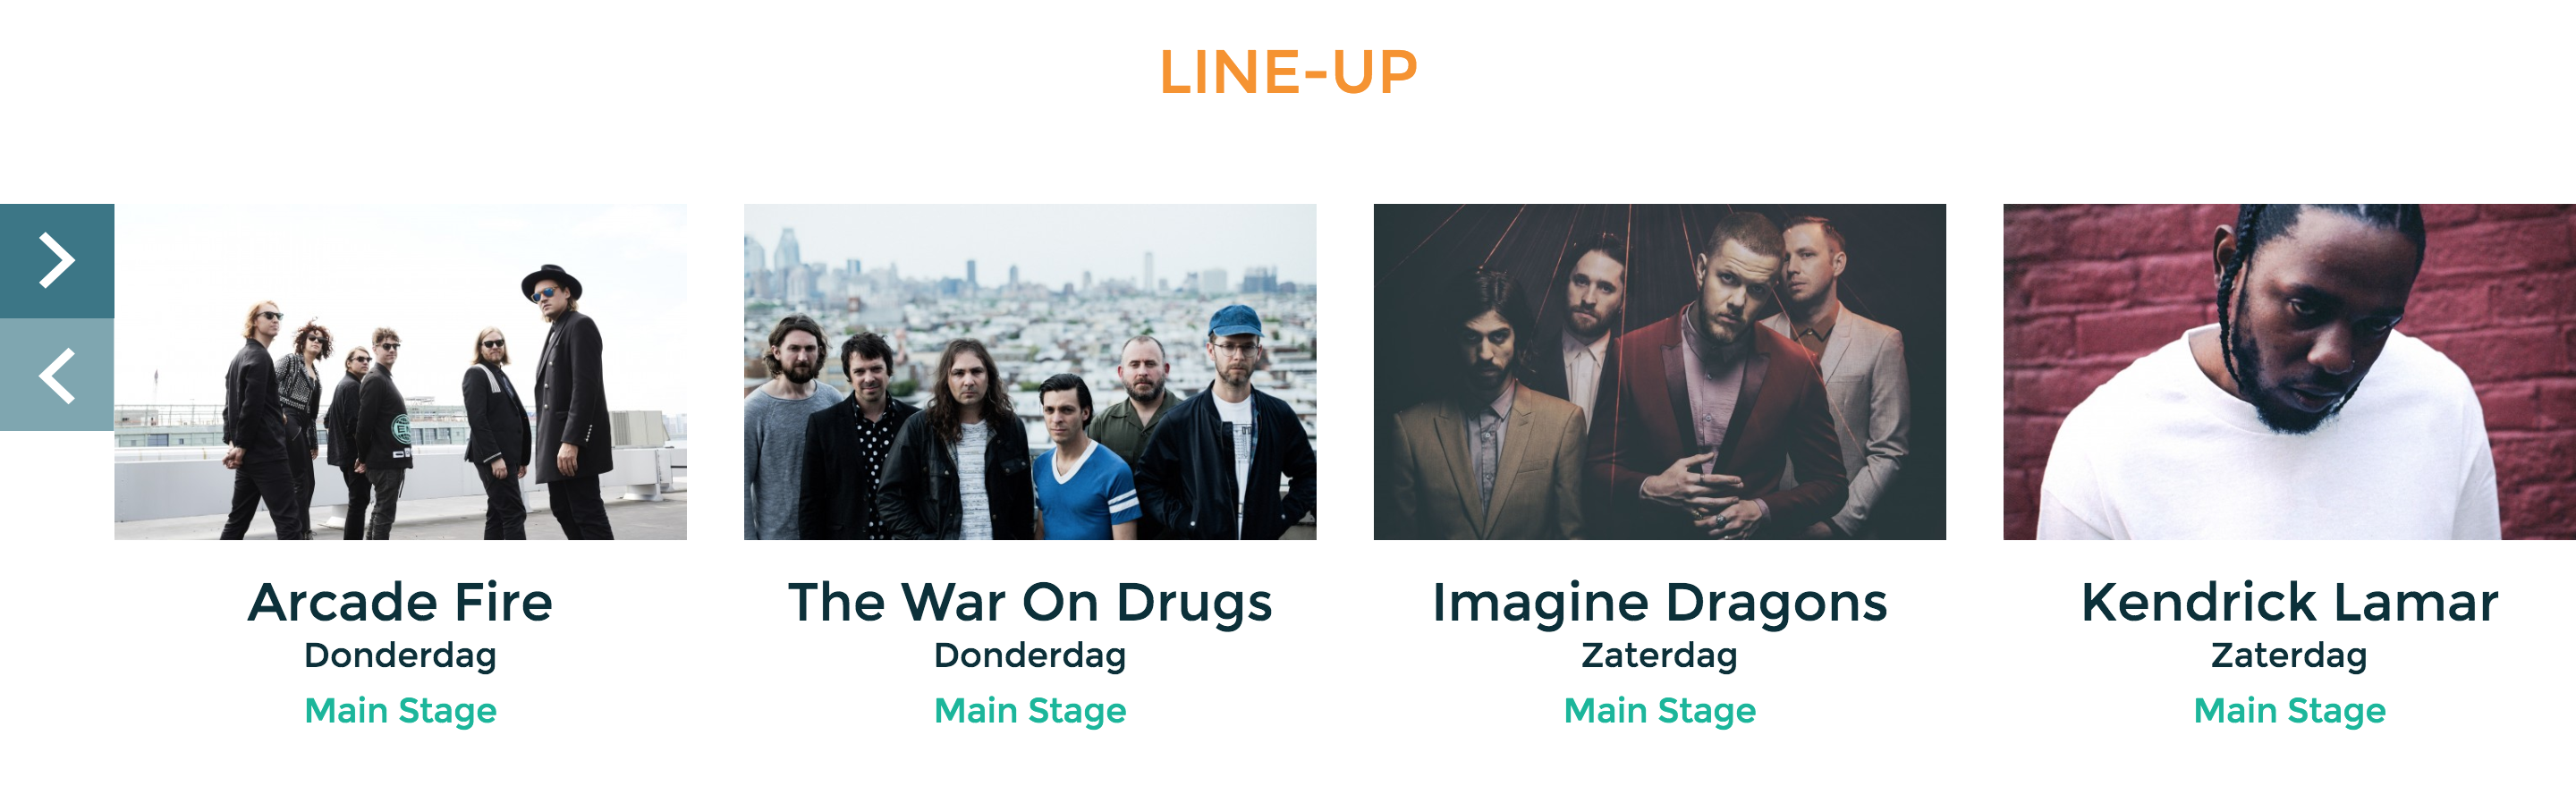 LINE-UP
Arcade Fire
Donderdag
Main Stage
The War On Drugs
Donderdag
Main Stage
Imagine Dragons
Zaterdag
Main Stage
Kendrick Lamar
Zaterdag
Main Stage